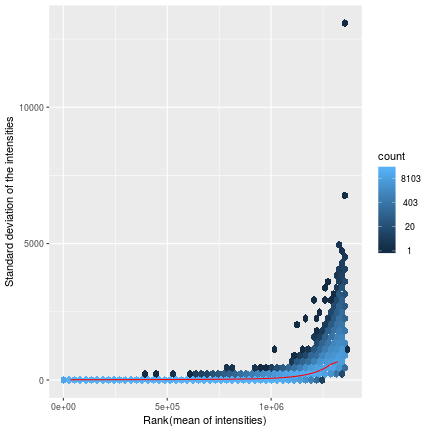 Standard deviation of the intensities
10000
5000
0
0e+00
5e+05
1e+06
Rank(mean of intensities)
count
8103
403
20
1